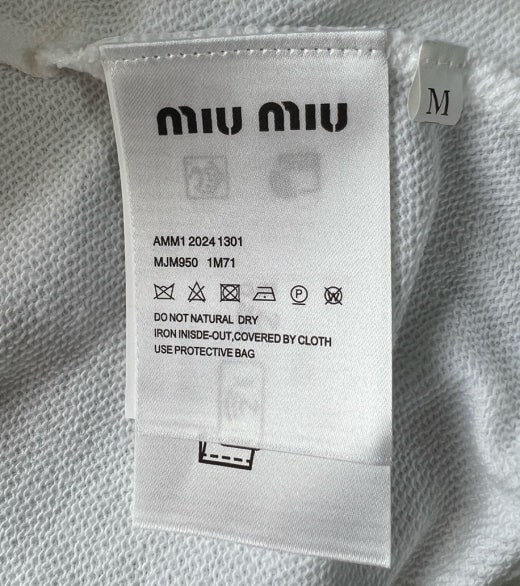 miu miu
M
AMM1 20241301
MJM950 1M71
P
W
DO NOT NATURAL DRY
IRON INISDE-OUT,COVERED BY CLOTH
USE PROTECTIVE BAG